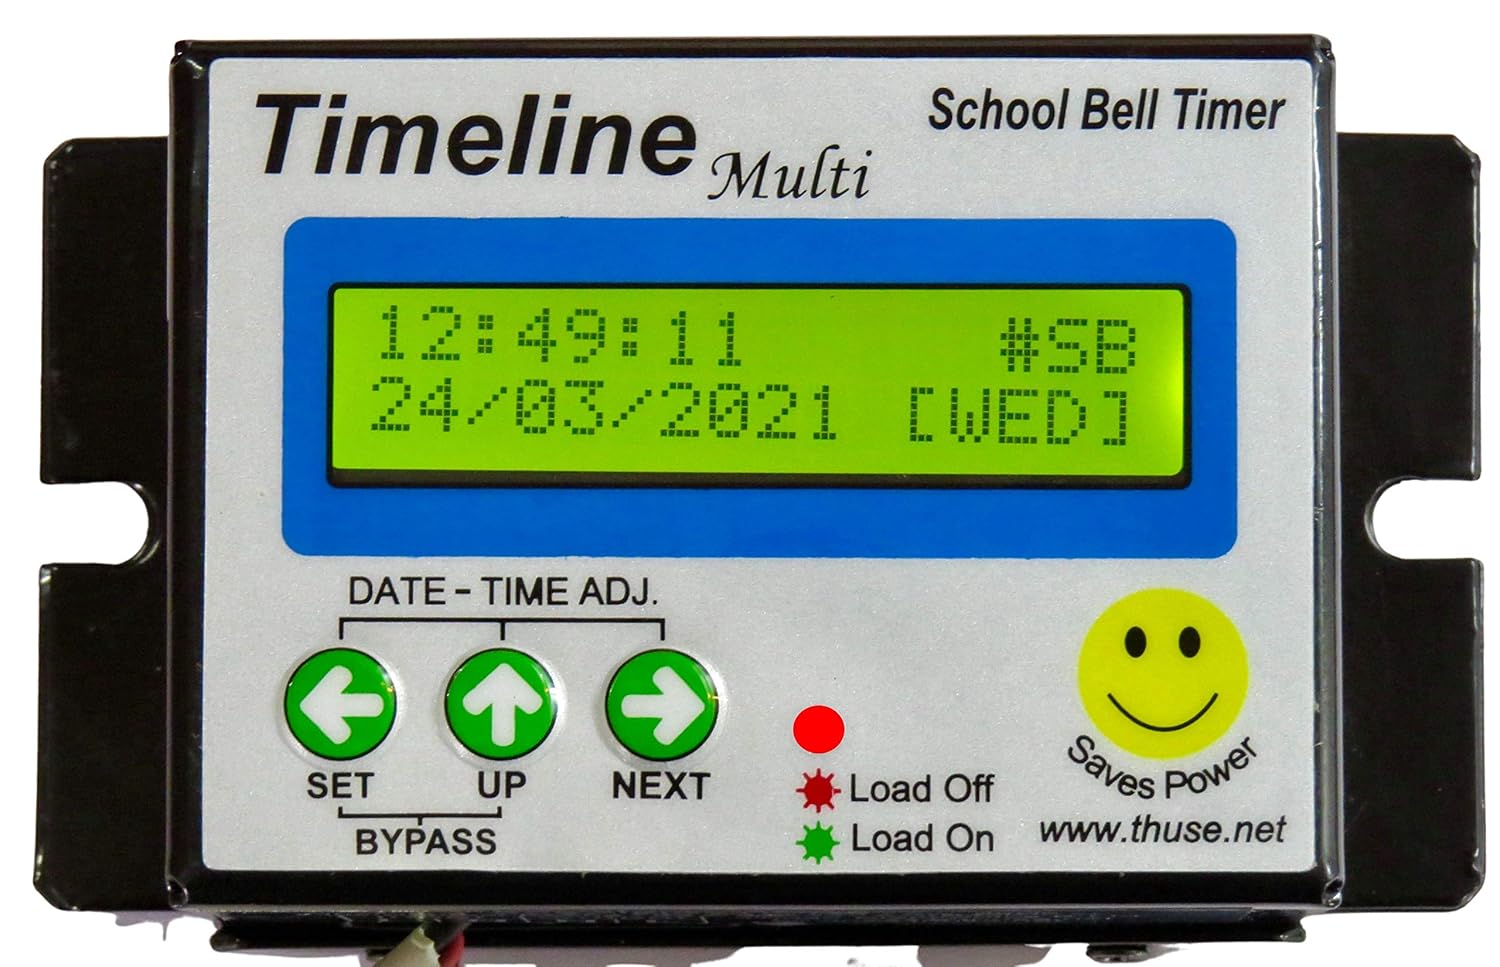 Timeline Multi
School Bell Timer
12:49:11 #SB
24/03/2021 [WED]
DATE - TIME ADJ.
SET UP NEXT
BYPASS
Load Off
Load On
Saves Power
www.thuse.net